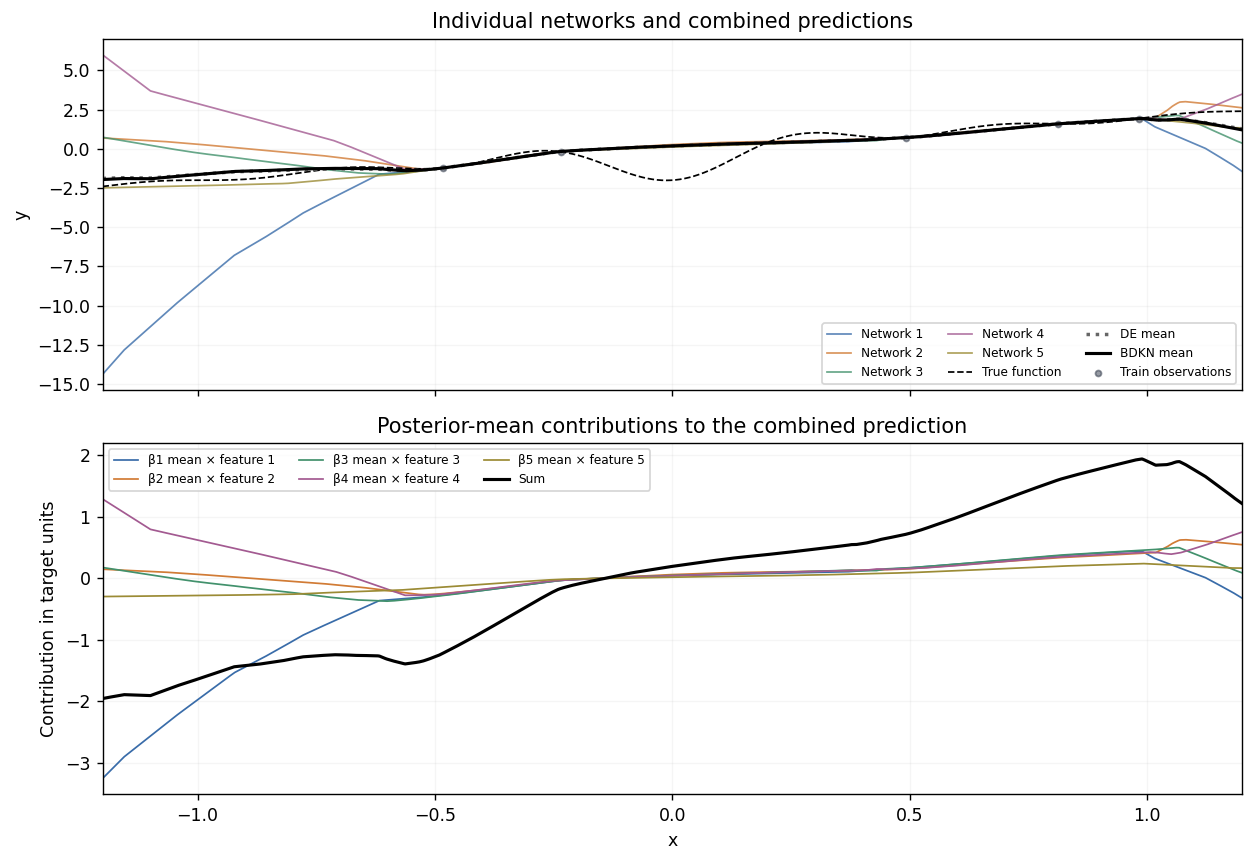 Individual networks and combined predictions
5.0
2.5
0.0
−2.5
−5.0
−7.5
−10.0
−12.5
−15.0
y
Network 1
Network 2
Network 3
Network 4
Network 5
True function
DE mean
BDKN mean
Train observations
Posterior-mean contributions to the combined prediction
β1 mean × feature 1
β2 mean × feature 2
β3 mean × feature 3
β4 mean × feature 4
β5 mean × feature 5
Sum
2
1
0
−1
−2
−3
Contribution in target units
−1.0
−0.5
0.0
0.5
1.0
x